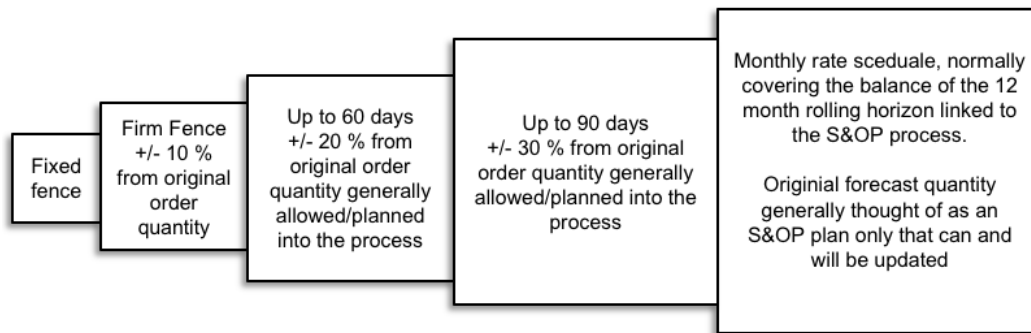 Fixed
fence
Firm Fence
+/- 10 %
from original
order
quantity
Up to 60 days
+/- 20 % from
original order
quantity generally
allowed/planned
into the process
Up to 90 days
+/- 30 % from original
order quantity generally
allowed/planned into the
process
Monthly rate sceduale, normally
covering the balance of the 12
month rolling horizon linked to
the S&OP process.
Originial forecast quantity
generally thought of as an
S&OP plan only that can and
will be updated